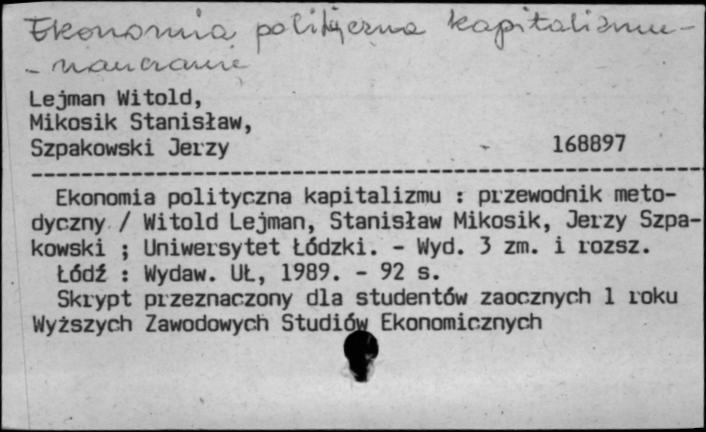 Ekonomia polityczna kapitalizmu -
- nauczanie
Lejman Witold,
Mikosik Stanisław,
Szpakowski Jerzy 168897
Ekonomia polityczna kapitalizmu : przewodnik meto-
dyczny / Witold Lejman, Stanisław Mikosik, Jerzy Szpa-
kowski ; Uniwersytet Łódzki. - Wyd. 3 zm. i rozsz.
Łódź : Wydaw. UŁ, 1989. - 92 s.
Skrypt przeznaczony dla studentów zaocznych 1 roku
Wyższych Zawodowych Studiów Ekonomicznych